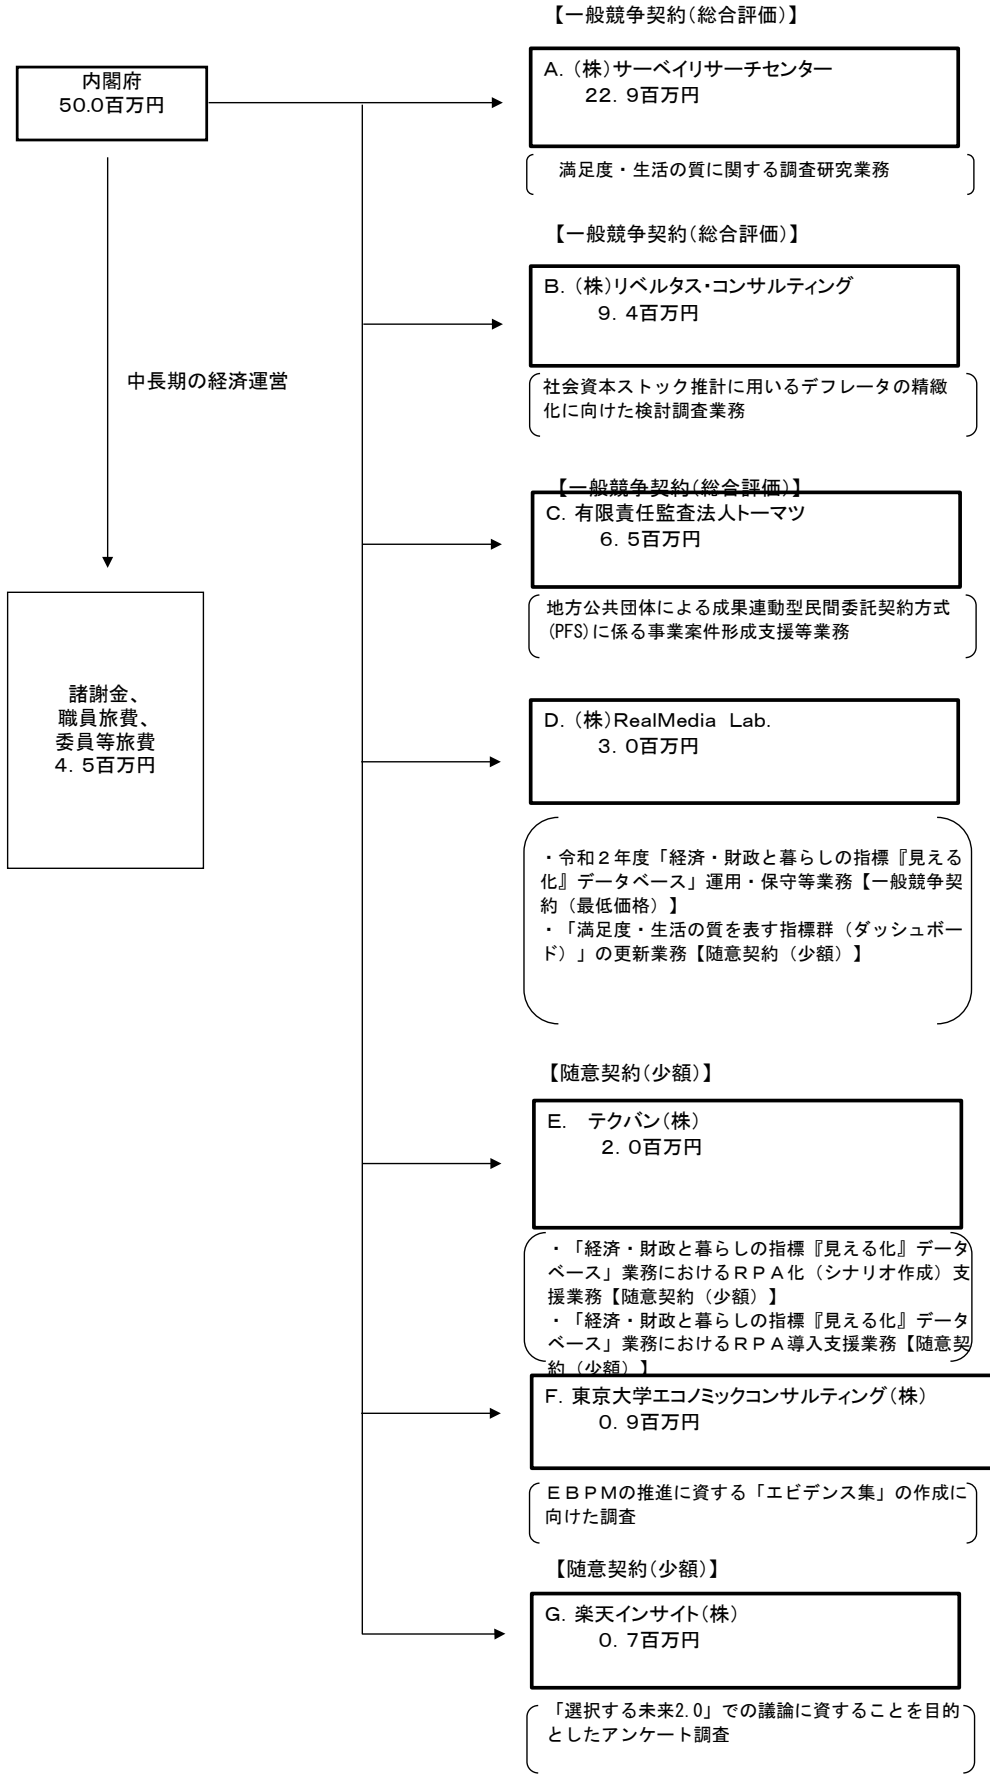 【一般競争契約(総合評価)】
内閣府
50.0百万円
A. (株)サーベイリサーチセンター
22. 9百万円
満足度・生活の質に関する調査研究業務
【一般競争契約(総合評価)】
B. (株)リベルタス・コンサルティング
9. 4百万円
中長期の経済運営
社会資本ストック推計に用いるデフレータの精緻
化に向けた検討調査業務
【一般競争契約(総合評価)】
C. 有限責任監査法人トーマツ
6. 5百万円
地方公共団体による成果連動型民間委託契約方式
(PFS)に係る事業案件形成支援等業務
諸謝金、
職員旅費、
委員等旅費
4. 5百万円
D. (株)RealMedia Lab.
3. 0百万円
・令和2年度「経済・財政と暮らしの指標『見える
化』データベース」運用・保守等業務【一般競争契
約(最低価格)】
・「満足度・生活の質を表す指標群(ダッシュボー
ド)」の更新業務【随意契約(少額)】
【随意契約(少額)】
E. テクバン(株)
2. 0百万円
・「経済・財政と暮らしの指標『見える化』データ
ベース」業務におけるRPA化(シナリオ作成)支
援業務【随意契約(少額)】
・「経済・財政と暮らしの指標『見える化』データ
ベース」業務におけるRPA導入支援業務【随意契
約(少額)】
F. 東京大学エコノミックコンサルティング(株)
0. 9百万円
EBPMの推進に資する「エビデンス集」の作成に
向けた調査
【随意契約(少額)】
G. 楽天インサイト(株)
0. 7百万円
「選択する未来2.0」での議論に資することを目的
としたアンケート調査